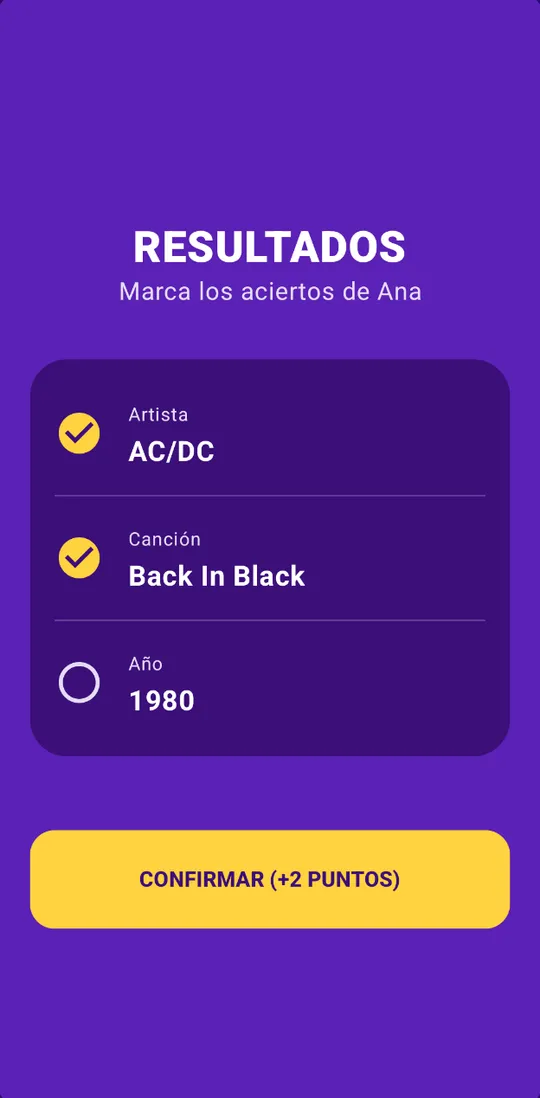 RESULTADOS
Marca los aciertos de Ana
Artista
AC/DC
Canción
Back In Black
Año
1980
CONFIRMAR (+2 PUNTOS)